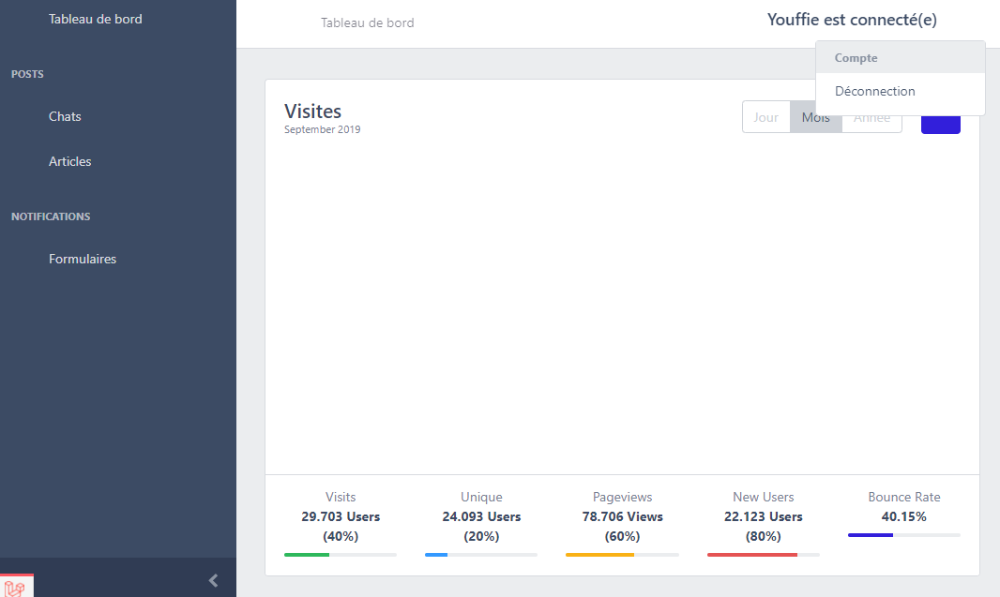 Tableau de bord
POSTS
Chats
Articles
NOTIFICATIONS
Formulaires
Tableau de bord
Youffie est connecté(e)
Compte
Déconnection
Visites
September 2019
Jour
Mois
Année
Visits
29.703 Users
(40%)
Unique
24.093 Users
(20%)
Pageviews
78.706 Views
(60%)
New Users
22.123 Users
(80%)
Bounce Rate
40.15%